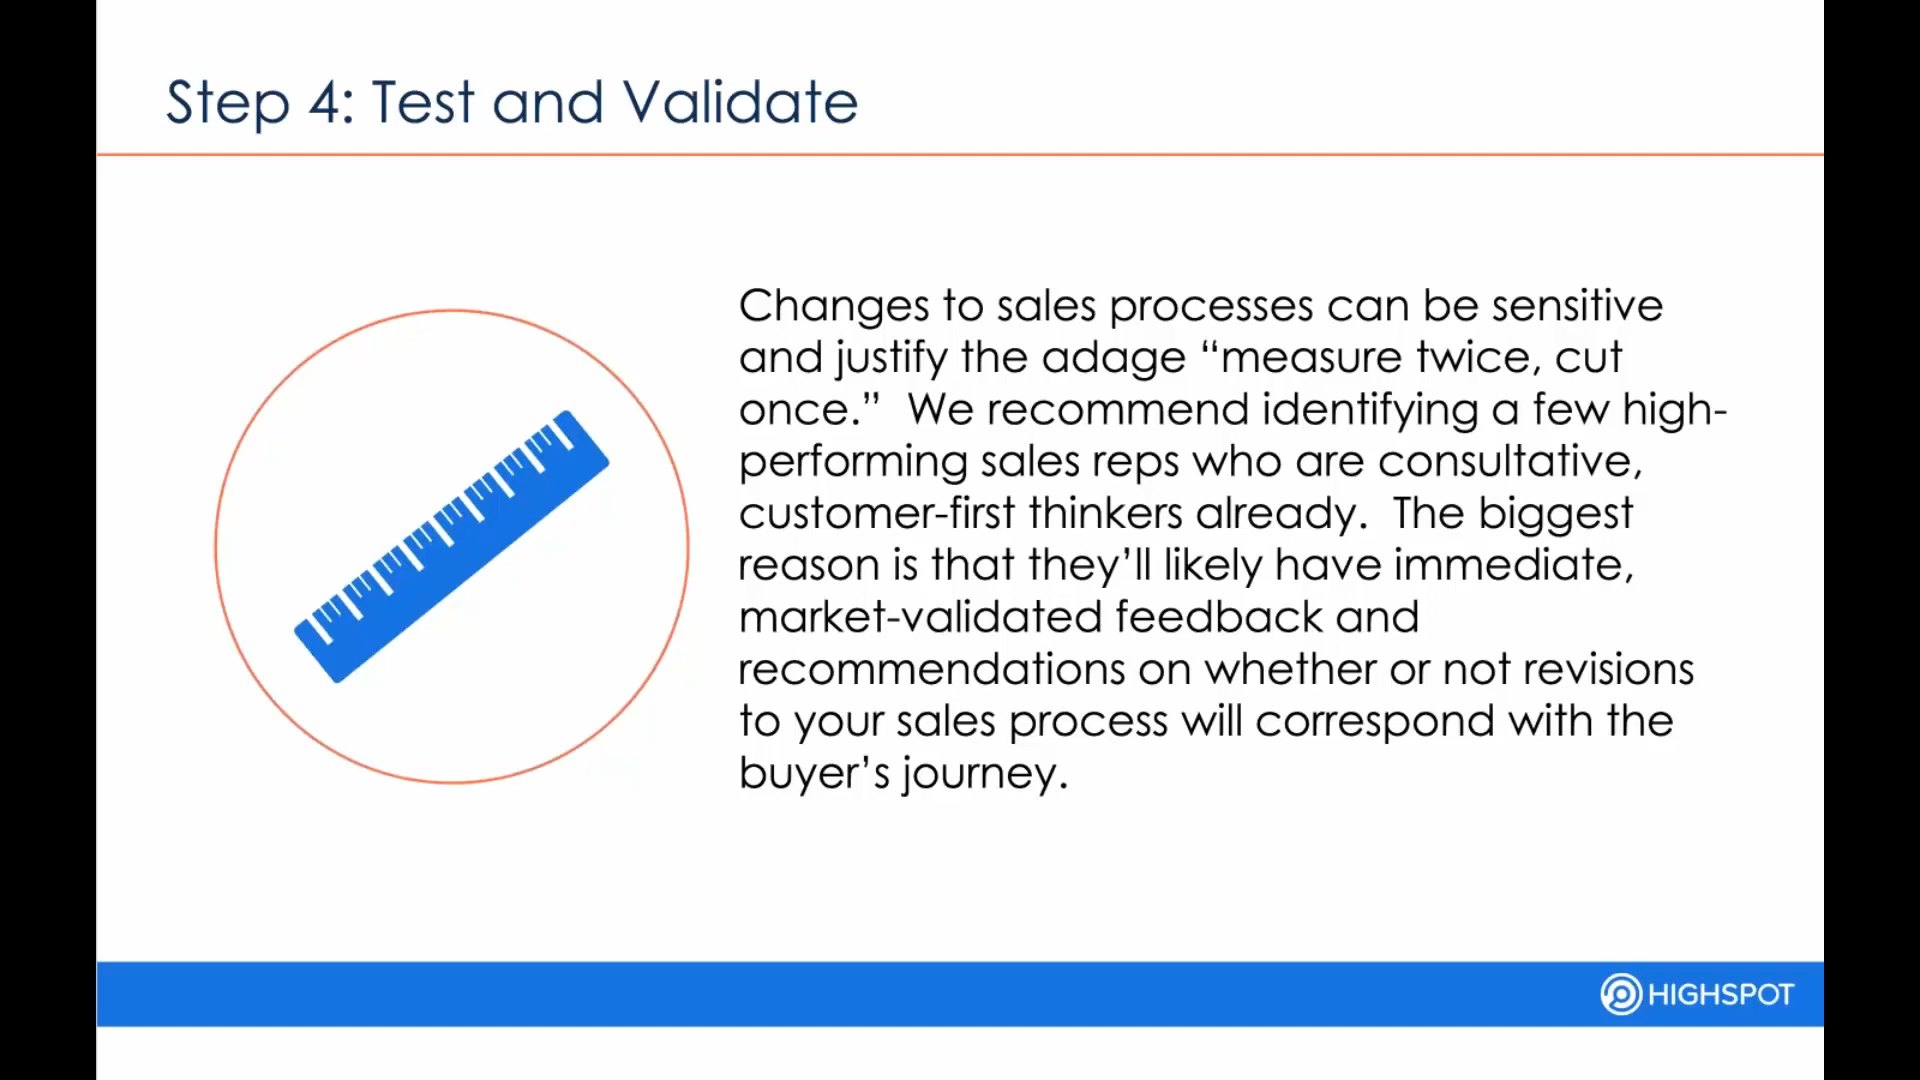 Step 4: Test and Validate
Changes to sales processes can be sensitive
and justify the adage “measure twice, cut
once.”  We recommend identifying a few high-
performing sales reps who are consultative,
customer-first thinkers already.  The biggest
reason is that they’ll likely have immediate,
market-validated feedback and
recommendations on whether or not revisions
to your sales process will correspond with the
buyer’s journey.
HIGHSPOT